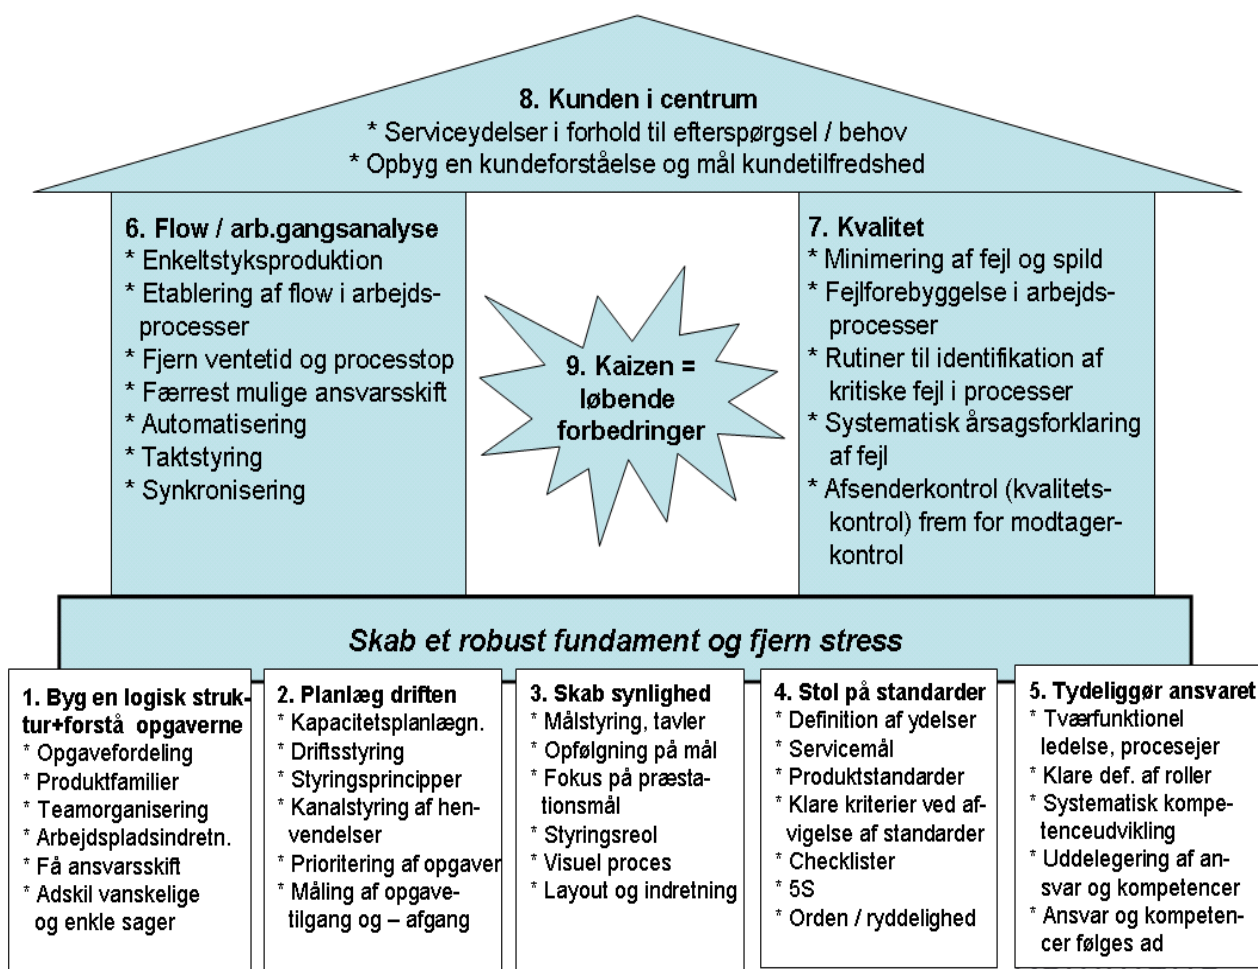 8. Kunden i centrum
* Serviceydelser i forhold til efterspørgsel / behov
* Opbyg en kundeforståelse og mål kundetilfredshed
6. Flow / arb.gangsanalyse
* Enkeltstyksproduktion
* Etablering af flow i arbejds-
processer
* Fjern ventetid og processtop
* Færrest mulige ansvarsskift
* Automatisering
* Taktstyring
* Synkronisering
9. Kaizen =
løbende
forbedringer
7. Kvalitet
* Minimering af fejl og spild
* Fejlforebyggelse i arbejds-
processer
* Rutiner til identifikation af
kritiske fejl i processer
* Systematisk årsagsforklaring
af fejl
* Afsenderkontrol (kvalitets-
kontrol) frem for modtager-
kontrol
Skab et robust fundament og fjern stress
1. Byg en logisk struk-
tur+forstå opgaverne
* Opgavefordeling
* Produktfamilier
* Teamorganisering
* Arbejdspladsindretn.
* Få ansvarsskift
* Adskil vanskelige
og enkle sager
2. Planlæg driften
* Kapacitetsplanlægn.
* Driftsstyring
* Styringsprincipper
* Kanalstyring af hen-
vendelser
* Prioritering af opgaver
* Måling af opgave-
tilgang og – afgang
3. Skab synlighed
* Målstyring, tavler
* Opfølgning på mål
* Fokus på præsta-
tionsmål
* Styringsreol
* Visuel proces
* Layout og indretning
4. Stol på standarder
* Definition af ydelser
* Servicemål
* Produktstandarder
* Klare kriterier ved af-
vigelse af standarder
* Checklister
* 5S
* Orden / ryddelighed
5. Tydeliggør ansvaret
* Tværfunktionel
ledelse, procesejer
* Klare def. af roller
* Systematisk kompe-
tenceudvikling
* Uddelegering af an-
svar og kompetencer
* Ansvar og kompeten-
cer følges ad